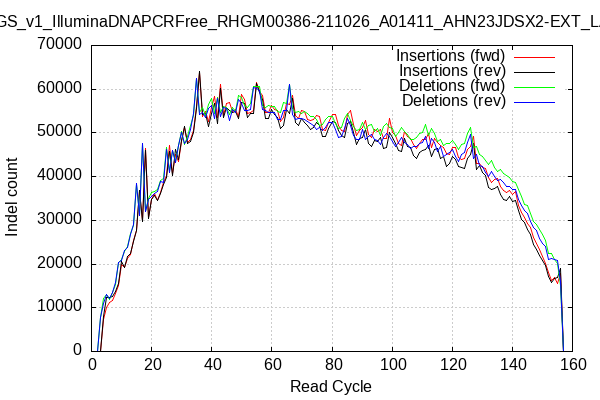 GS_v1_IlluminaDNAPCRFree_RHGM00386-211026_A01411_AHN23JDSX2-EXT_L
70000
60000
50000
40000
30000
20000
10000
0
Indel count
Insertions (fwd)
Insertions (rev)
Deletions (fwd)
Deletions (rev)
0 20 40 60 80 100 120 140 160
Read Cycle